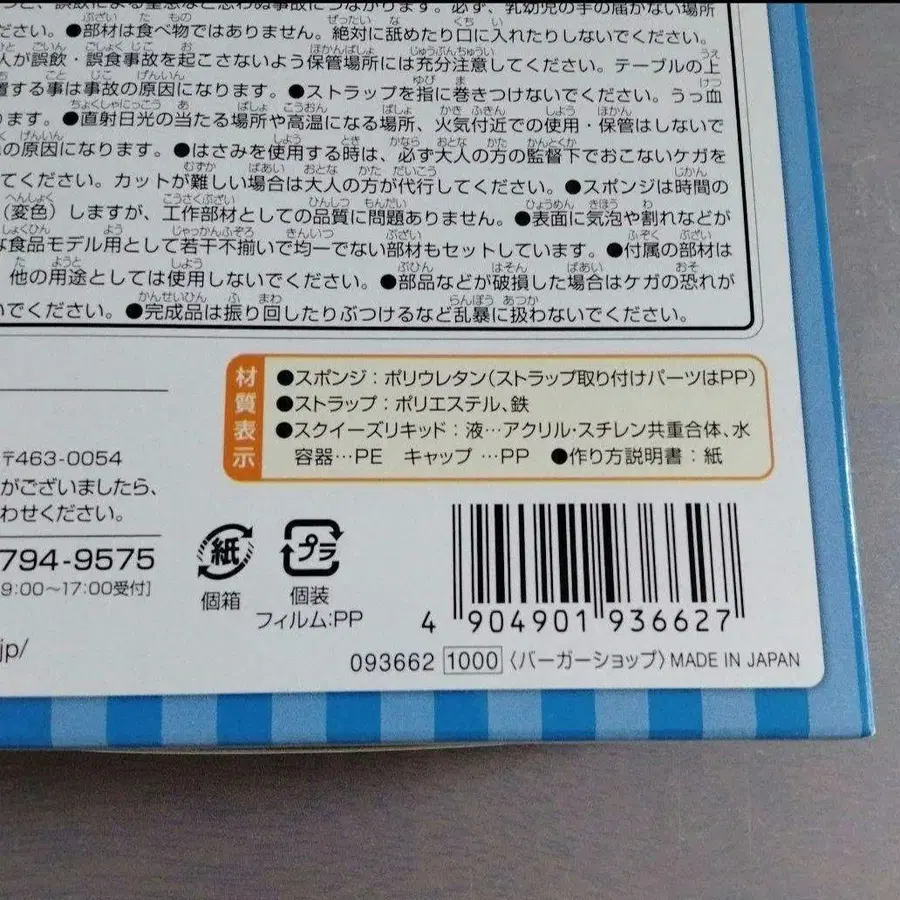 と、誤飲による窒息など思わぬ事故につながります。必ず、乳幼児の手の届かない場所
ださい。●部材は食べ物ではありません。絶対に舐めたり口に入れたりしないでください。
人が誤飲・誤食事故を起こさないよう保管場所には充分注意してください。テーブルの上
置する事は事故の原因になります。●ストラップを指に巻きつけないでください。うっ血
ります。●直射日光の当たる場所や高温になる場所、火気付近での使用・保管はしないで
の原因になります。●はさみを使用する時は、必ず大人の方の監督下でおこないケガを
てください。カットが難しい場合は大人の方が代行してください。●スポンジは時間の
(変色)しますが、工作部材としての品質に問題ありません。●表面に気泡や割れなどが
な食品モデル用として若干不揃いで均一でない部材もセットしています。●付属の部材は
他の用途としては使用しないでください。●部品などが破損した場合はケガの恐れが
いでください。●完成品は振り回したりぶつけるなど乱暴に扱わないでください。
材質表示
●スポンジ:ポリウレタン(ストラップ取り付けパーツはPP)
●ストラップ:ポリエステル、鉄
●スクイーズリキッド:液…アクリル・スチレン共重合体、水
容器…PE キャップ…PP ●作り方説明書:紙
〒463-0054
がございましたら、
わせください。
794-9575
9:00〜17:00受付]
jp/
紙
個箱
プラ
個装
フィルム:PP
4 904901 936627
093662 1000 〈バーガーショップ〉 MADE IN JAPAN